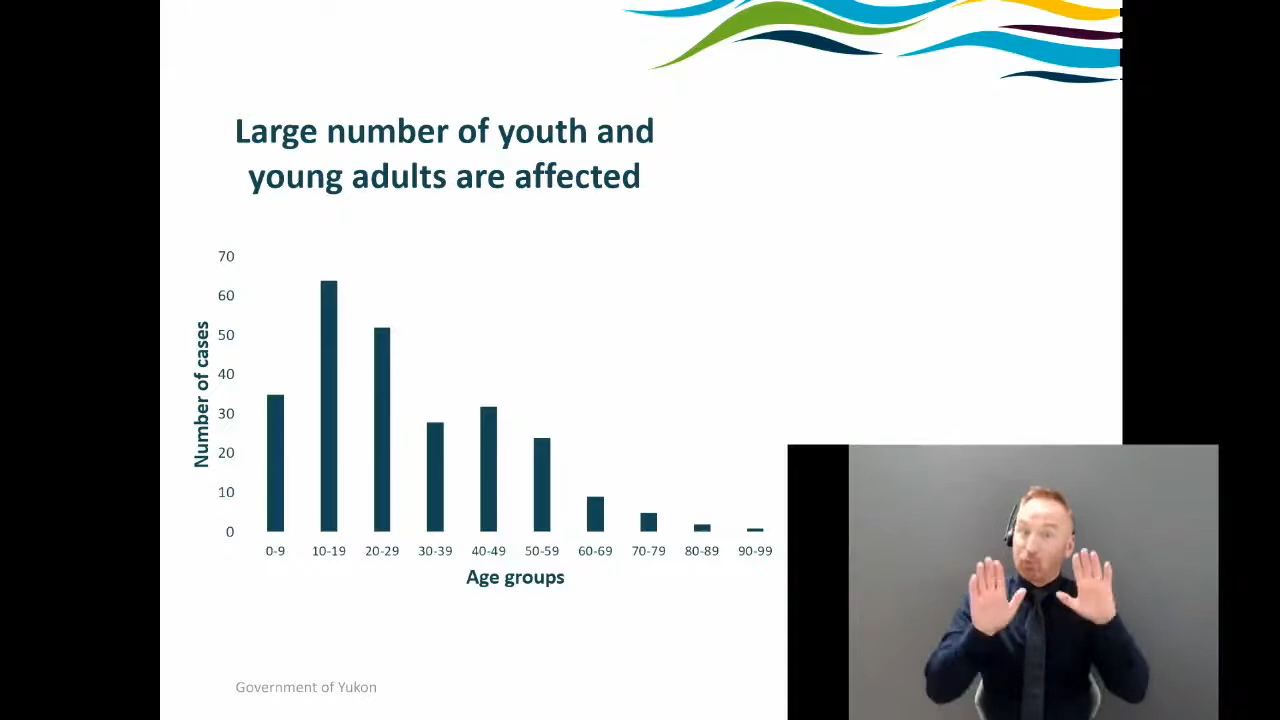 Large number of youth and
young adults are affected
70
60
50
40
30
20
10
0
Number of cases
0-9 10-19 20-29 30-39 40-49 50-59 60-69 70-79 80-89 90-99
Age groups
Government of Yukon